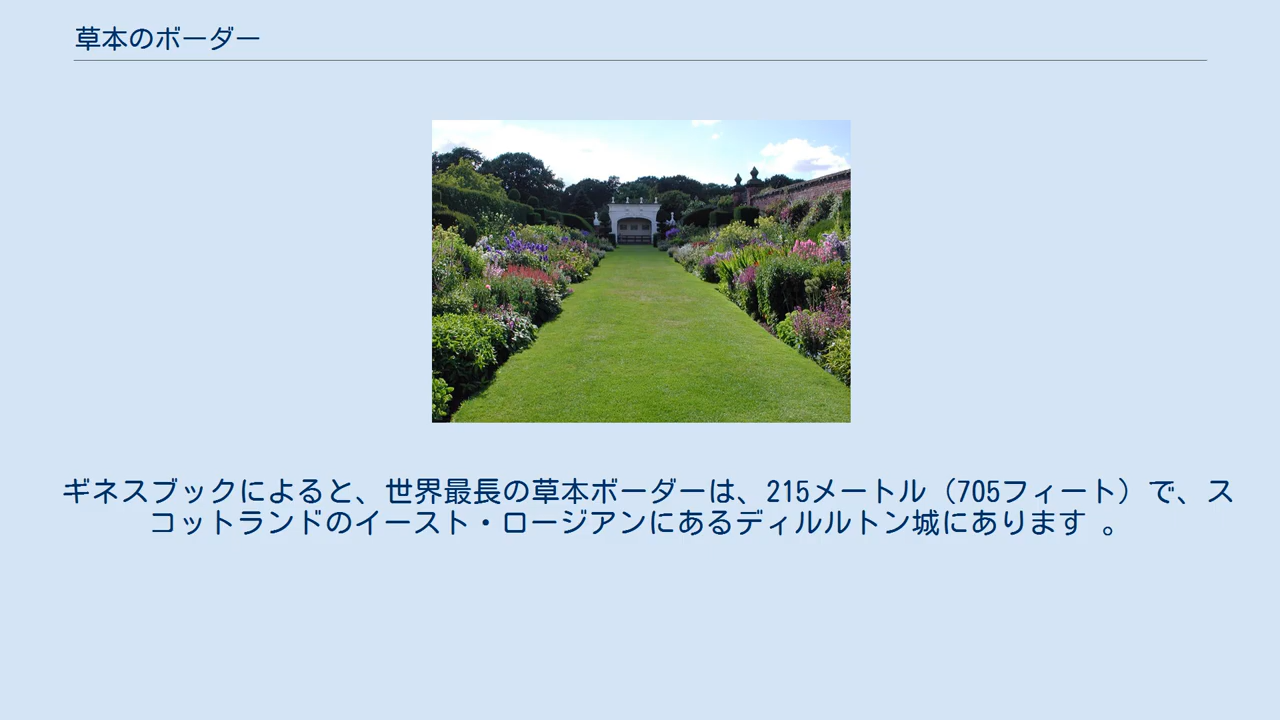 草本のボーダー
ギネスブックによると、世界最長の草本ボーダーは、215メートル（705フィート）で、ス
コットランドのイースト・ロージアンにあるディルルトン城にあります 。